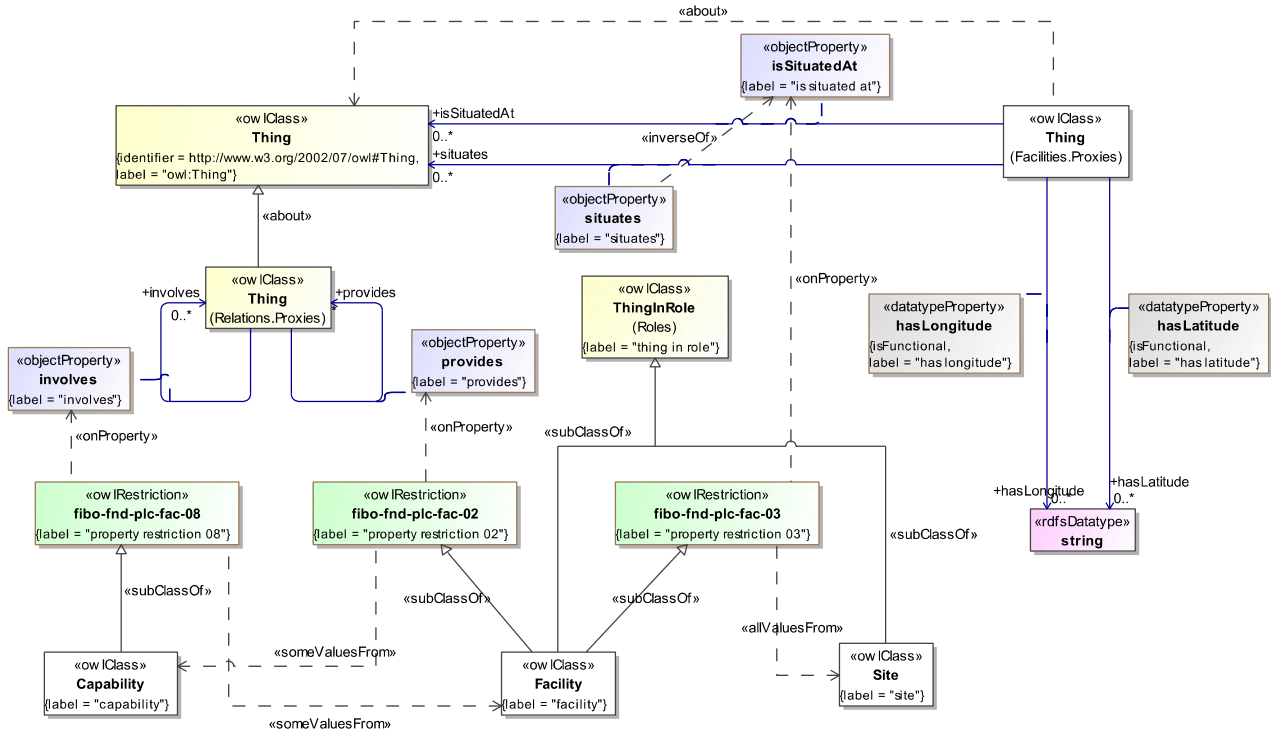 «about»
«objectProperty»
isSituatedAt
{label = "is situated at"}
«owlClass»
Thing
{identifier = http://www.w3.org/2002/07/owl#Thing,
label = "owl:Thing"}
+isSituatedAt
0..*
+situates
0..*
«inverseOf»
«owlClass»
Thing
(Facilities.Proxies)
«objectProperty»
situates
{label = "situates"}
«about»
«onProperty»
«owlClass»
Thing
(Relations.Proxies)
+involves
0..*
+provides
*
«owlClass»
ThingInRole
(Roles)
{label = "thing in role"}
«datatypeProperty»
hasLongitude
{isFunctional,
label = "has longitude"}
«datatypeProperty»
hasLatitude
{isFunctional,
label = "has latitude"}
«objectProperty»
involves
{label = "involves"}
«objectProperty»
provides
{label = "provides"}
«onProperty»
«onProperty»
«subClassOf»
«owlRestriction»
fibo-fnd-plc-fac-08
{label = "property restriction 08"}
«owlRestriction»
fibo-fnd-plc-fac-02
{label = "property restriction 02"}
«owlRestriction»
fibo-fnd-plc-fac-03
{label = "property restriction 03"}
+hasLongitude
0..*
+hasLatitude
0..*
«rdfsDatatype»
string
«subClassOf»
«subClassOf»
«subClassOf»
«subClassOf»
«allValuesFrom»
«someValuesFrom»
«owlClass»
Capability
{label = "capability"}
«owlClass»
Facility
{label = "facility"}
«owlClass»
Site
{label = "site"}
«someValuesFrom»